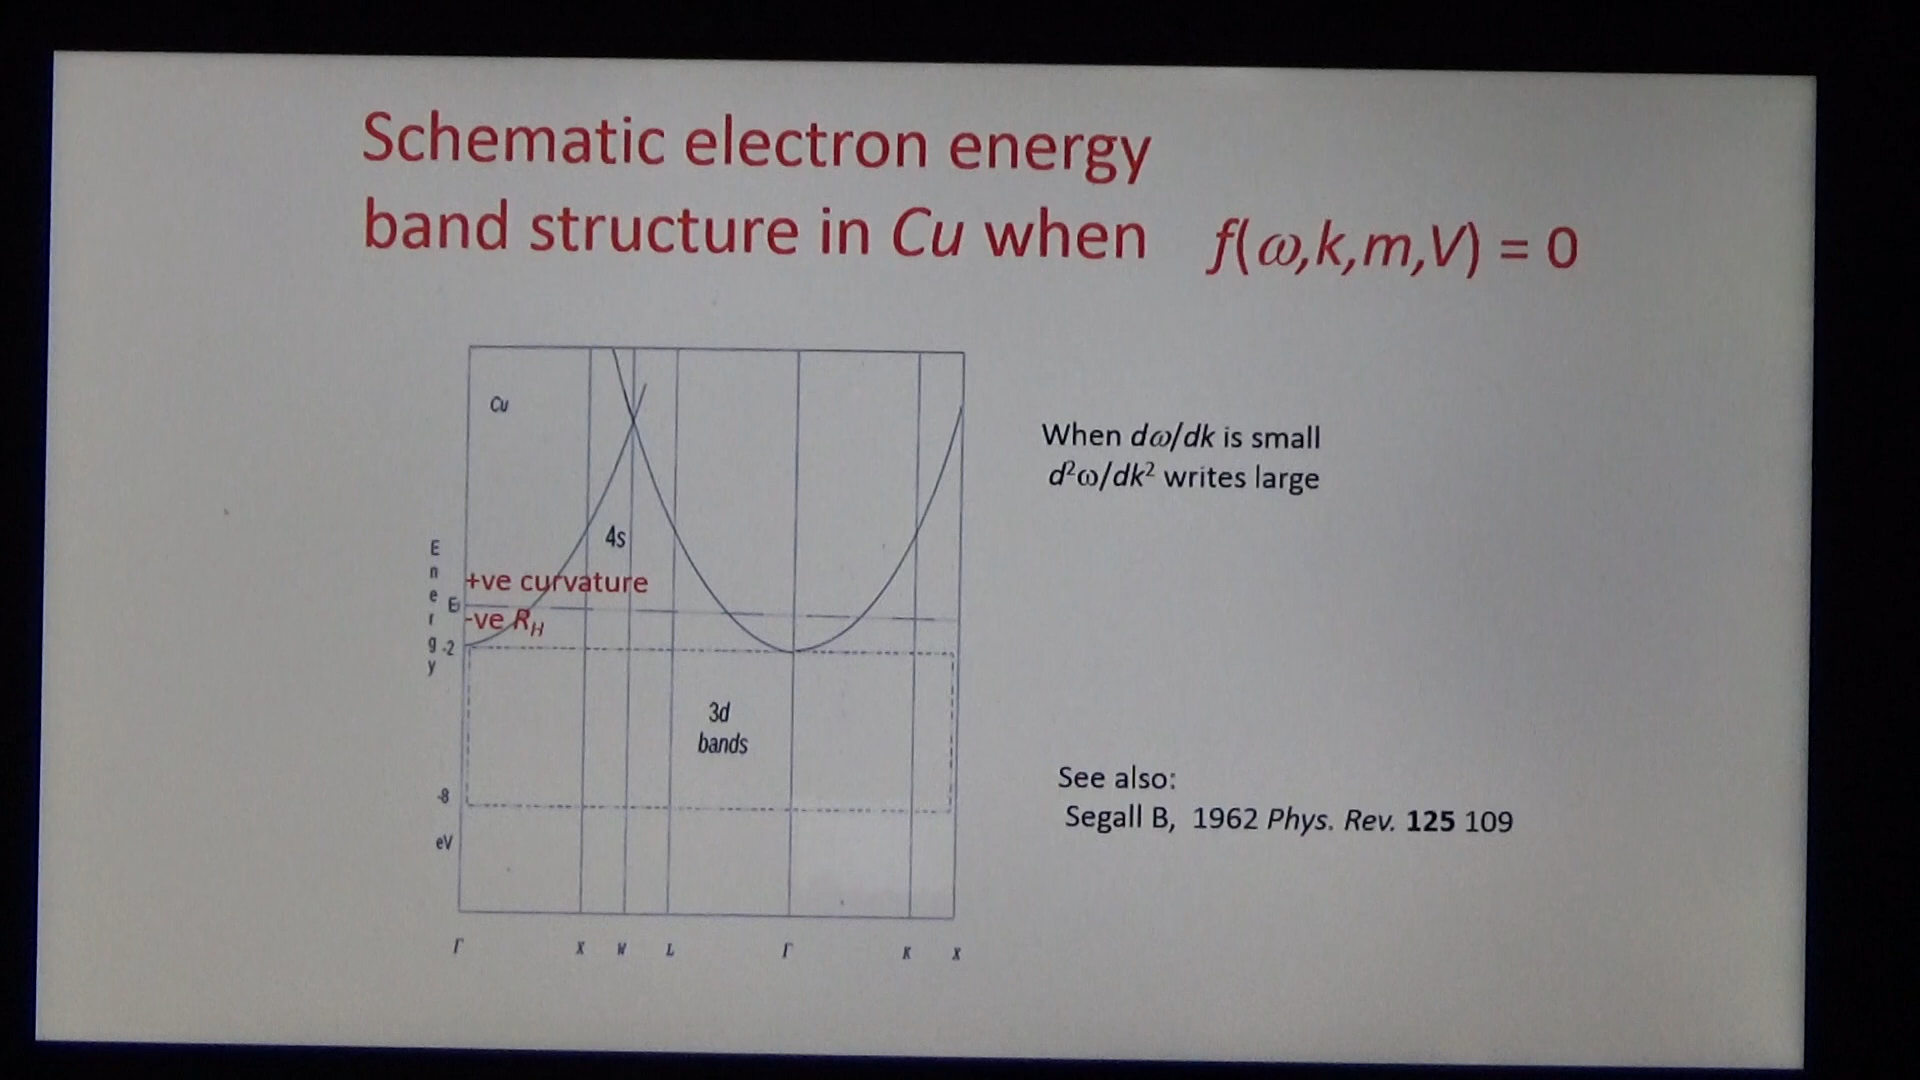 Schematic electron energy
band structure in Cu when f(ω,k,m,V) = 0
Cu
When dω/dk is small
d²ω/dk² writes large
4s
Energy
+ve curvature
E
-ve R_H
-2
3d
bands
-8
eV
See also:
Segall B, 1962 Phys. Rev. 125 109
Γ X W L Γ K X